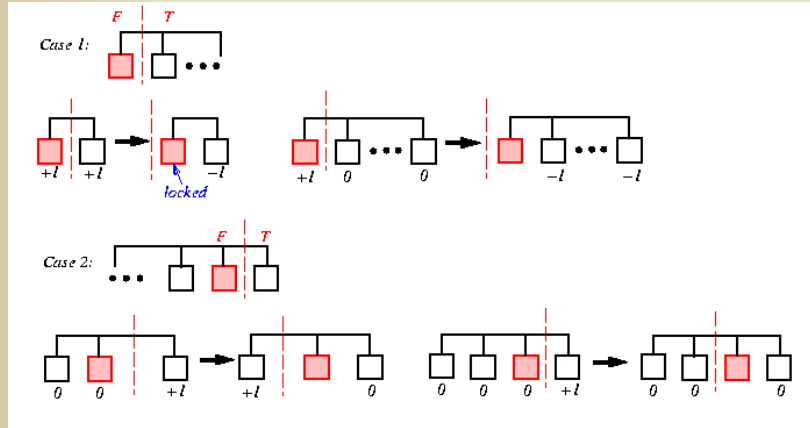 F T
Case 1:
+1 +1 -1 +1 0 0 -1 -1
locked
F T
Case 2:
0 0 +1 +1 0 0 0 0 +1 0 0 0